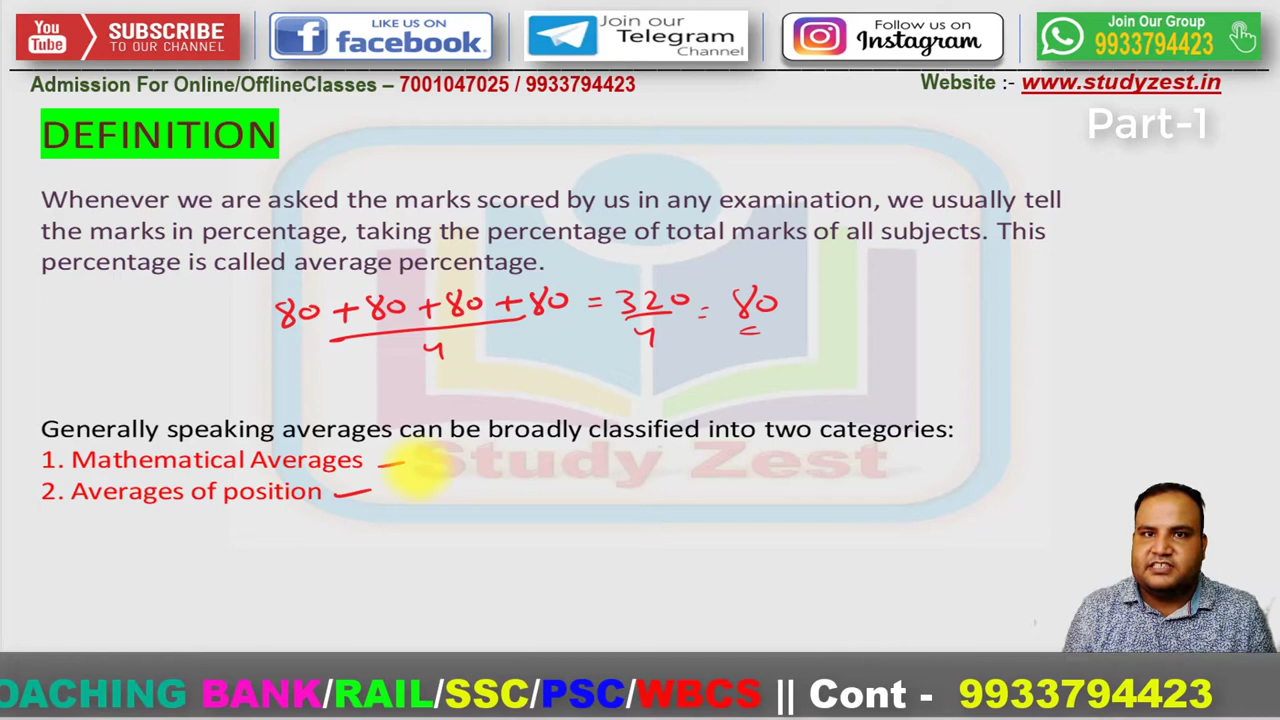 You Tube SUBSCRIBE TO OUR CHANNEL
LIKE US ON facebook.
Join our Telegram Channel
Follow us on Instagram
Join Our Group 9933794423
Admission For Online/OfflineClasses – 7001047025 / 9933794423
Website :- www.studyzest.in
DEFINITION
Part-1
Whenever we are asked the marks scored by us in any examination, we usually tell
the marks in percentage, taking the percentage of total marks of all subjects. This
percentage is called average percentage.
80 + 80 + 80 + 80 = 320 = 80
4 4
Generally speaking averages can be broadly classified into two categories:
1. Mathematical Averages
Study Zest
2. Averages of position
OACHING BANK/RAIL/SSC/PSC/WBCS || Cont - 9933794423